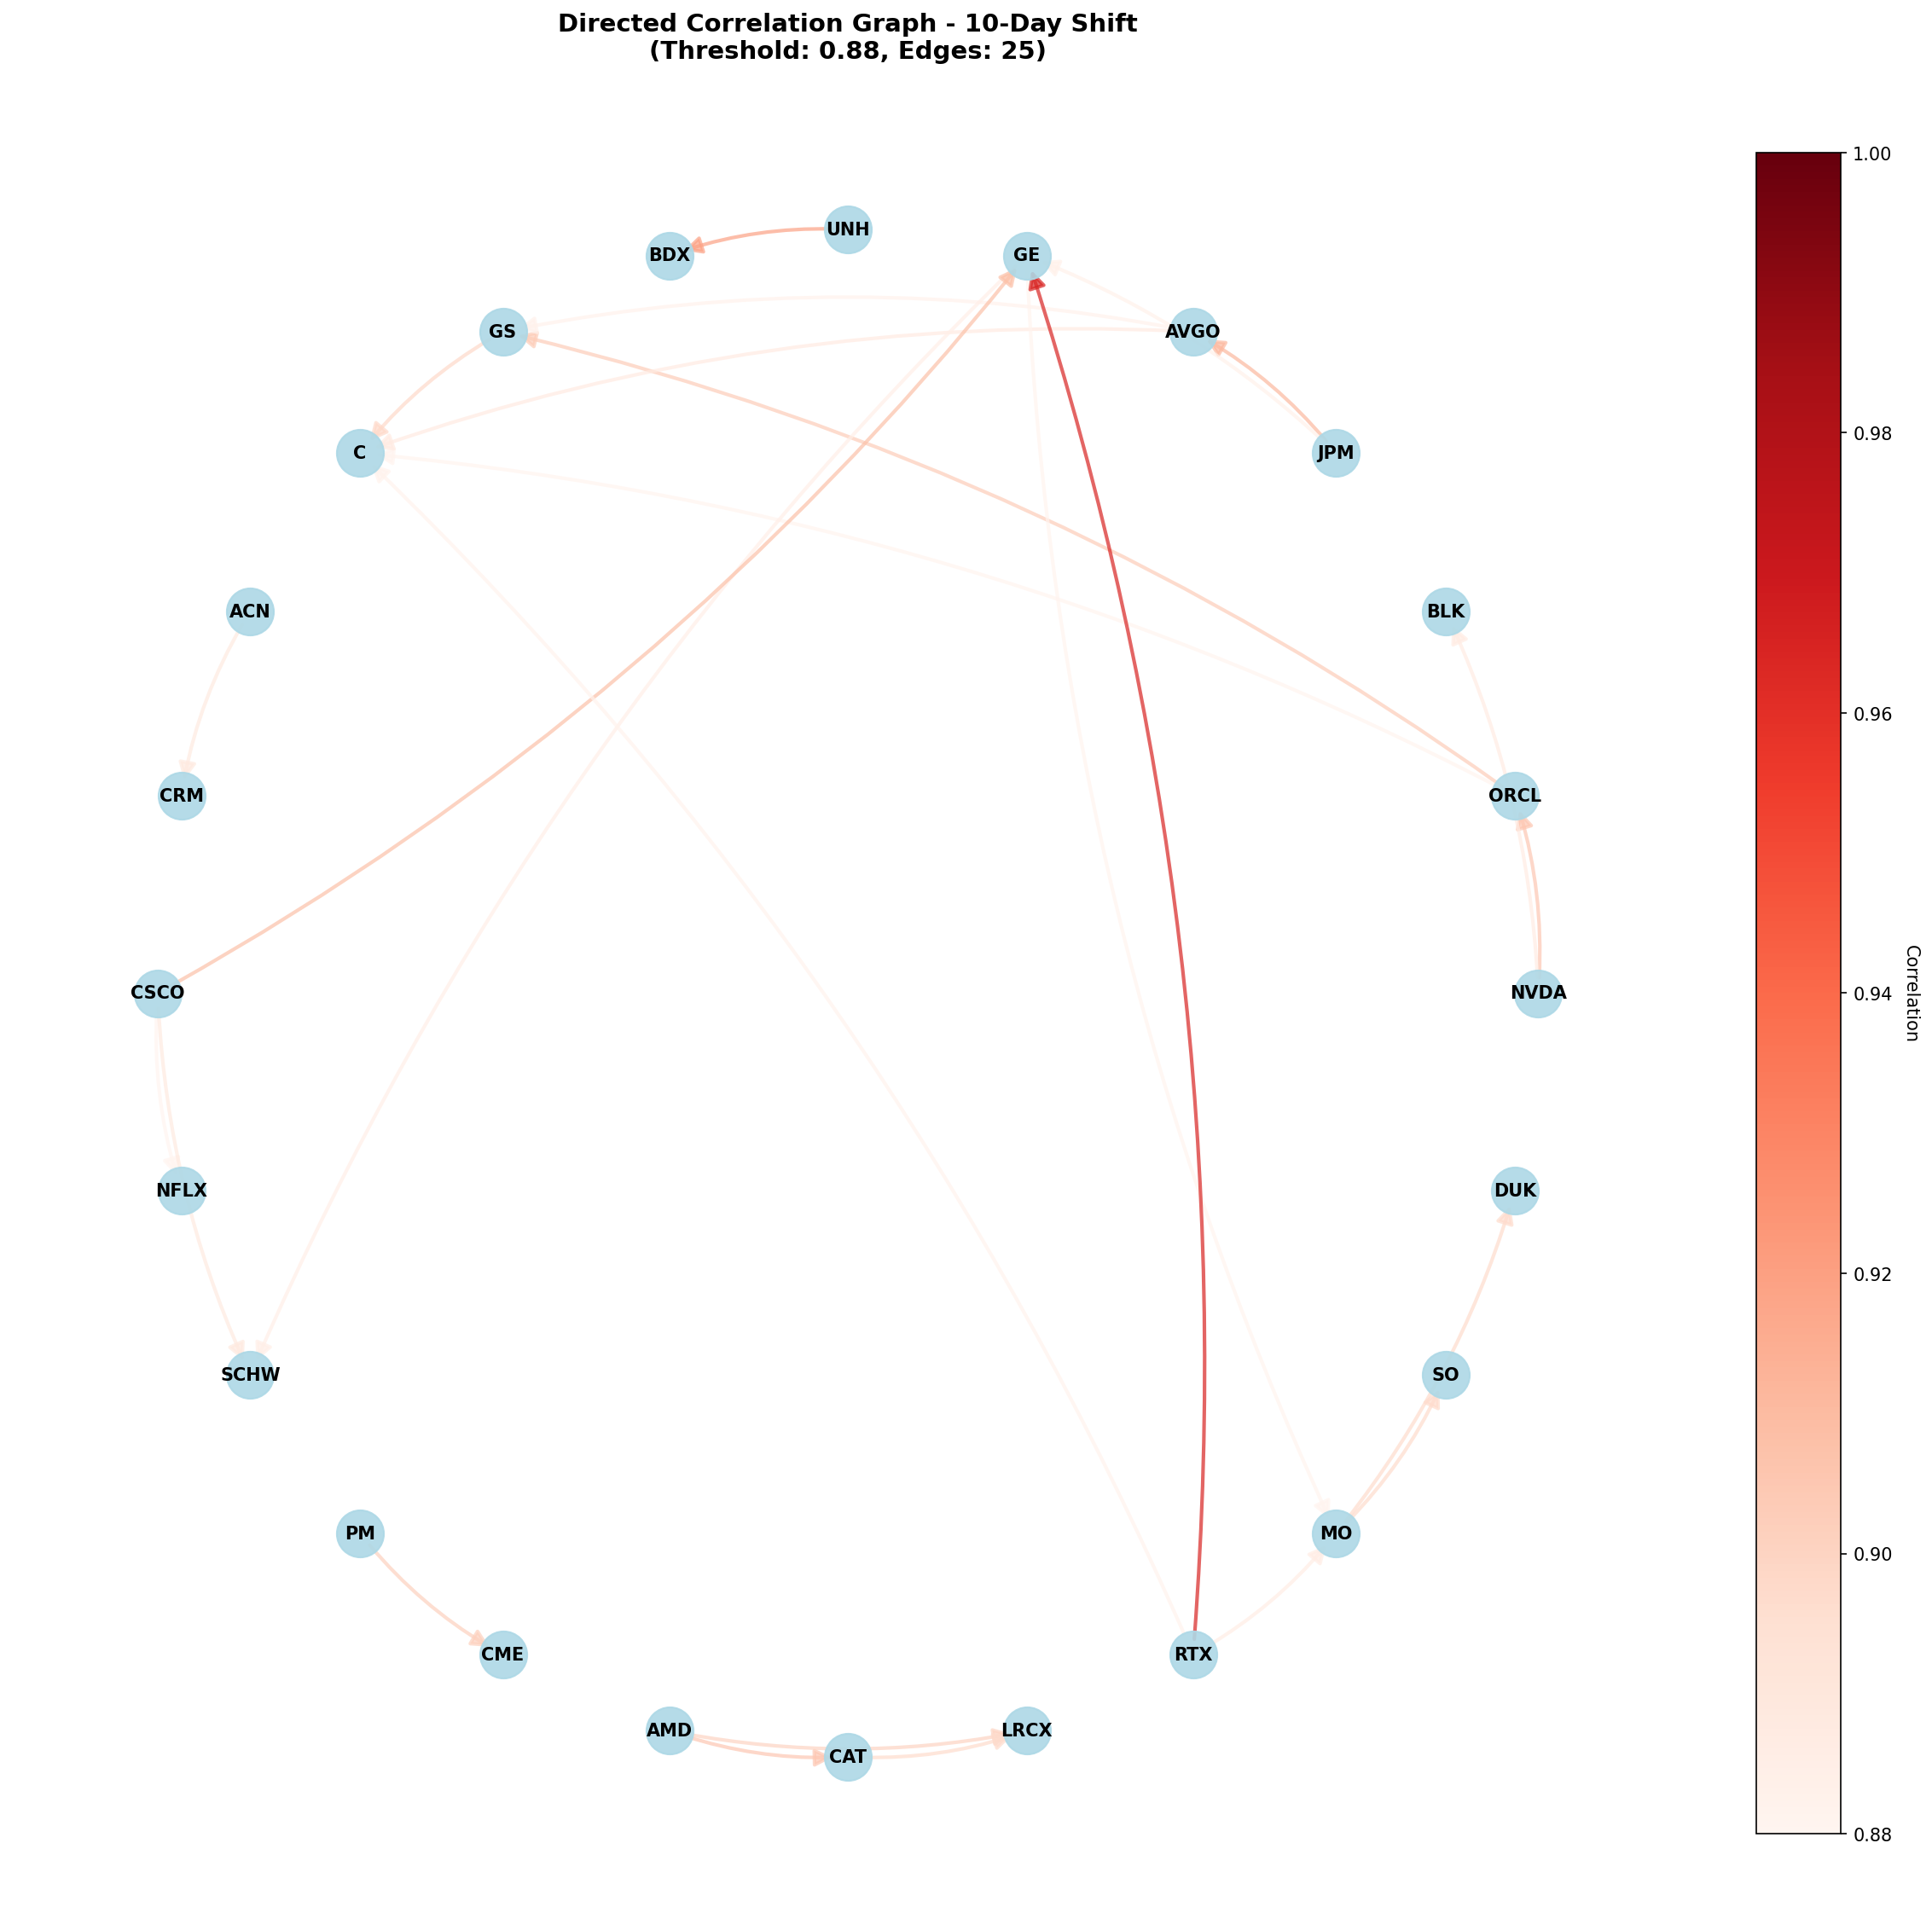 Directed Correlation Graph - 10-Day Shift
(Threshold: 0.88, Edges: 25)
1.00
UNH
BDX
GE
GS
AVGO
0.98
C
JPM
ACN
BLK
0.96
CRM
ORCL
CSCO
NVDA
0.94
Correlation
NFLX
DUK
0.92
SCHW
SO
PM
MO
0.90
CME
RTX
AMD
LRCX
CAT
0.88